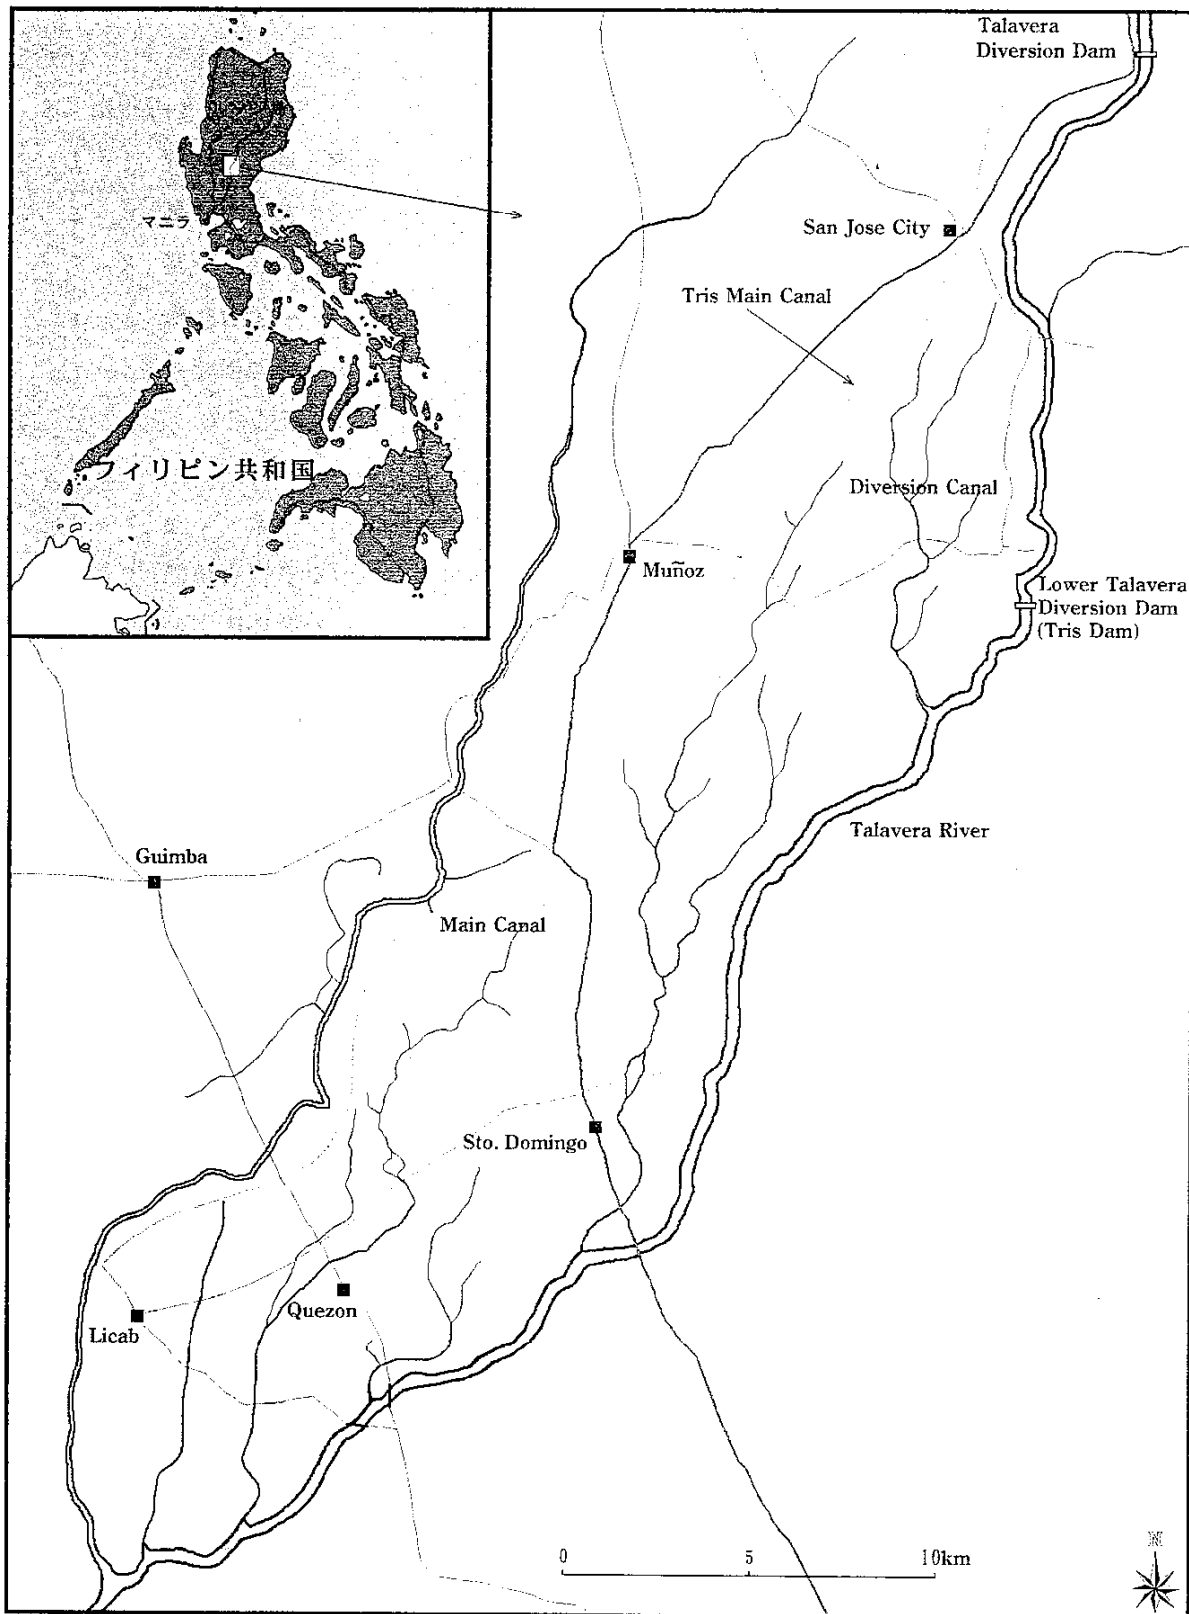 Talavera
Diversion Dam
マニラ
San Jose City
Tris Main Canal
フィリピン共和国
Diversion Canal
Muñoz
Lower Talavera
Diversion Dam
(Tris Dam)
Talavera River
Guimba
Main Canal
Sto. Domingo
Quezon
Licab
0 5 10km
N